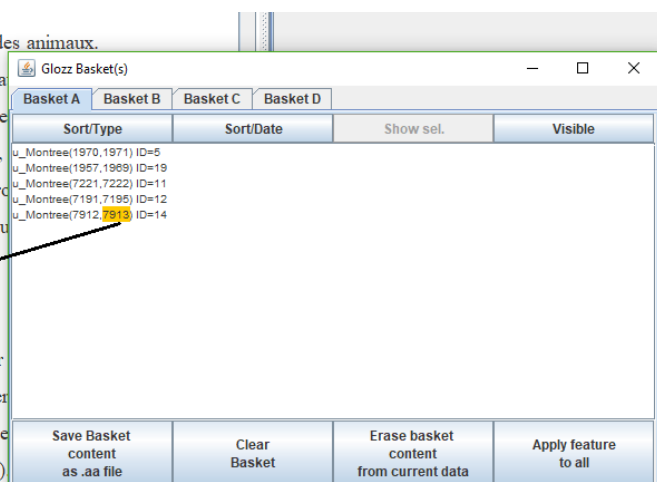 des animaux.
Glozz Basket(s)
Basket A Basket B Basket C Basket D
Sort/Type Sort/Date Show sel. Visible
u_Montree(1970,1971) ID=5
u_Montree(1957,1969) ID=19
u_Montree(7221,7222) ID=11
u_Montree(7191,7195) ID=12
u_Montree(7912,7913) ID=14
Save Basket
content
as .aa file
Clear
Basket
Erase basket
content
from current data
Apply feature
to all